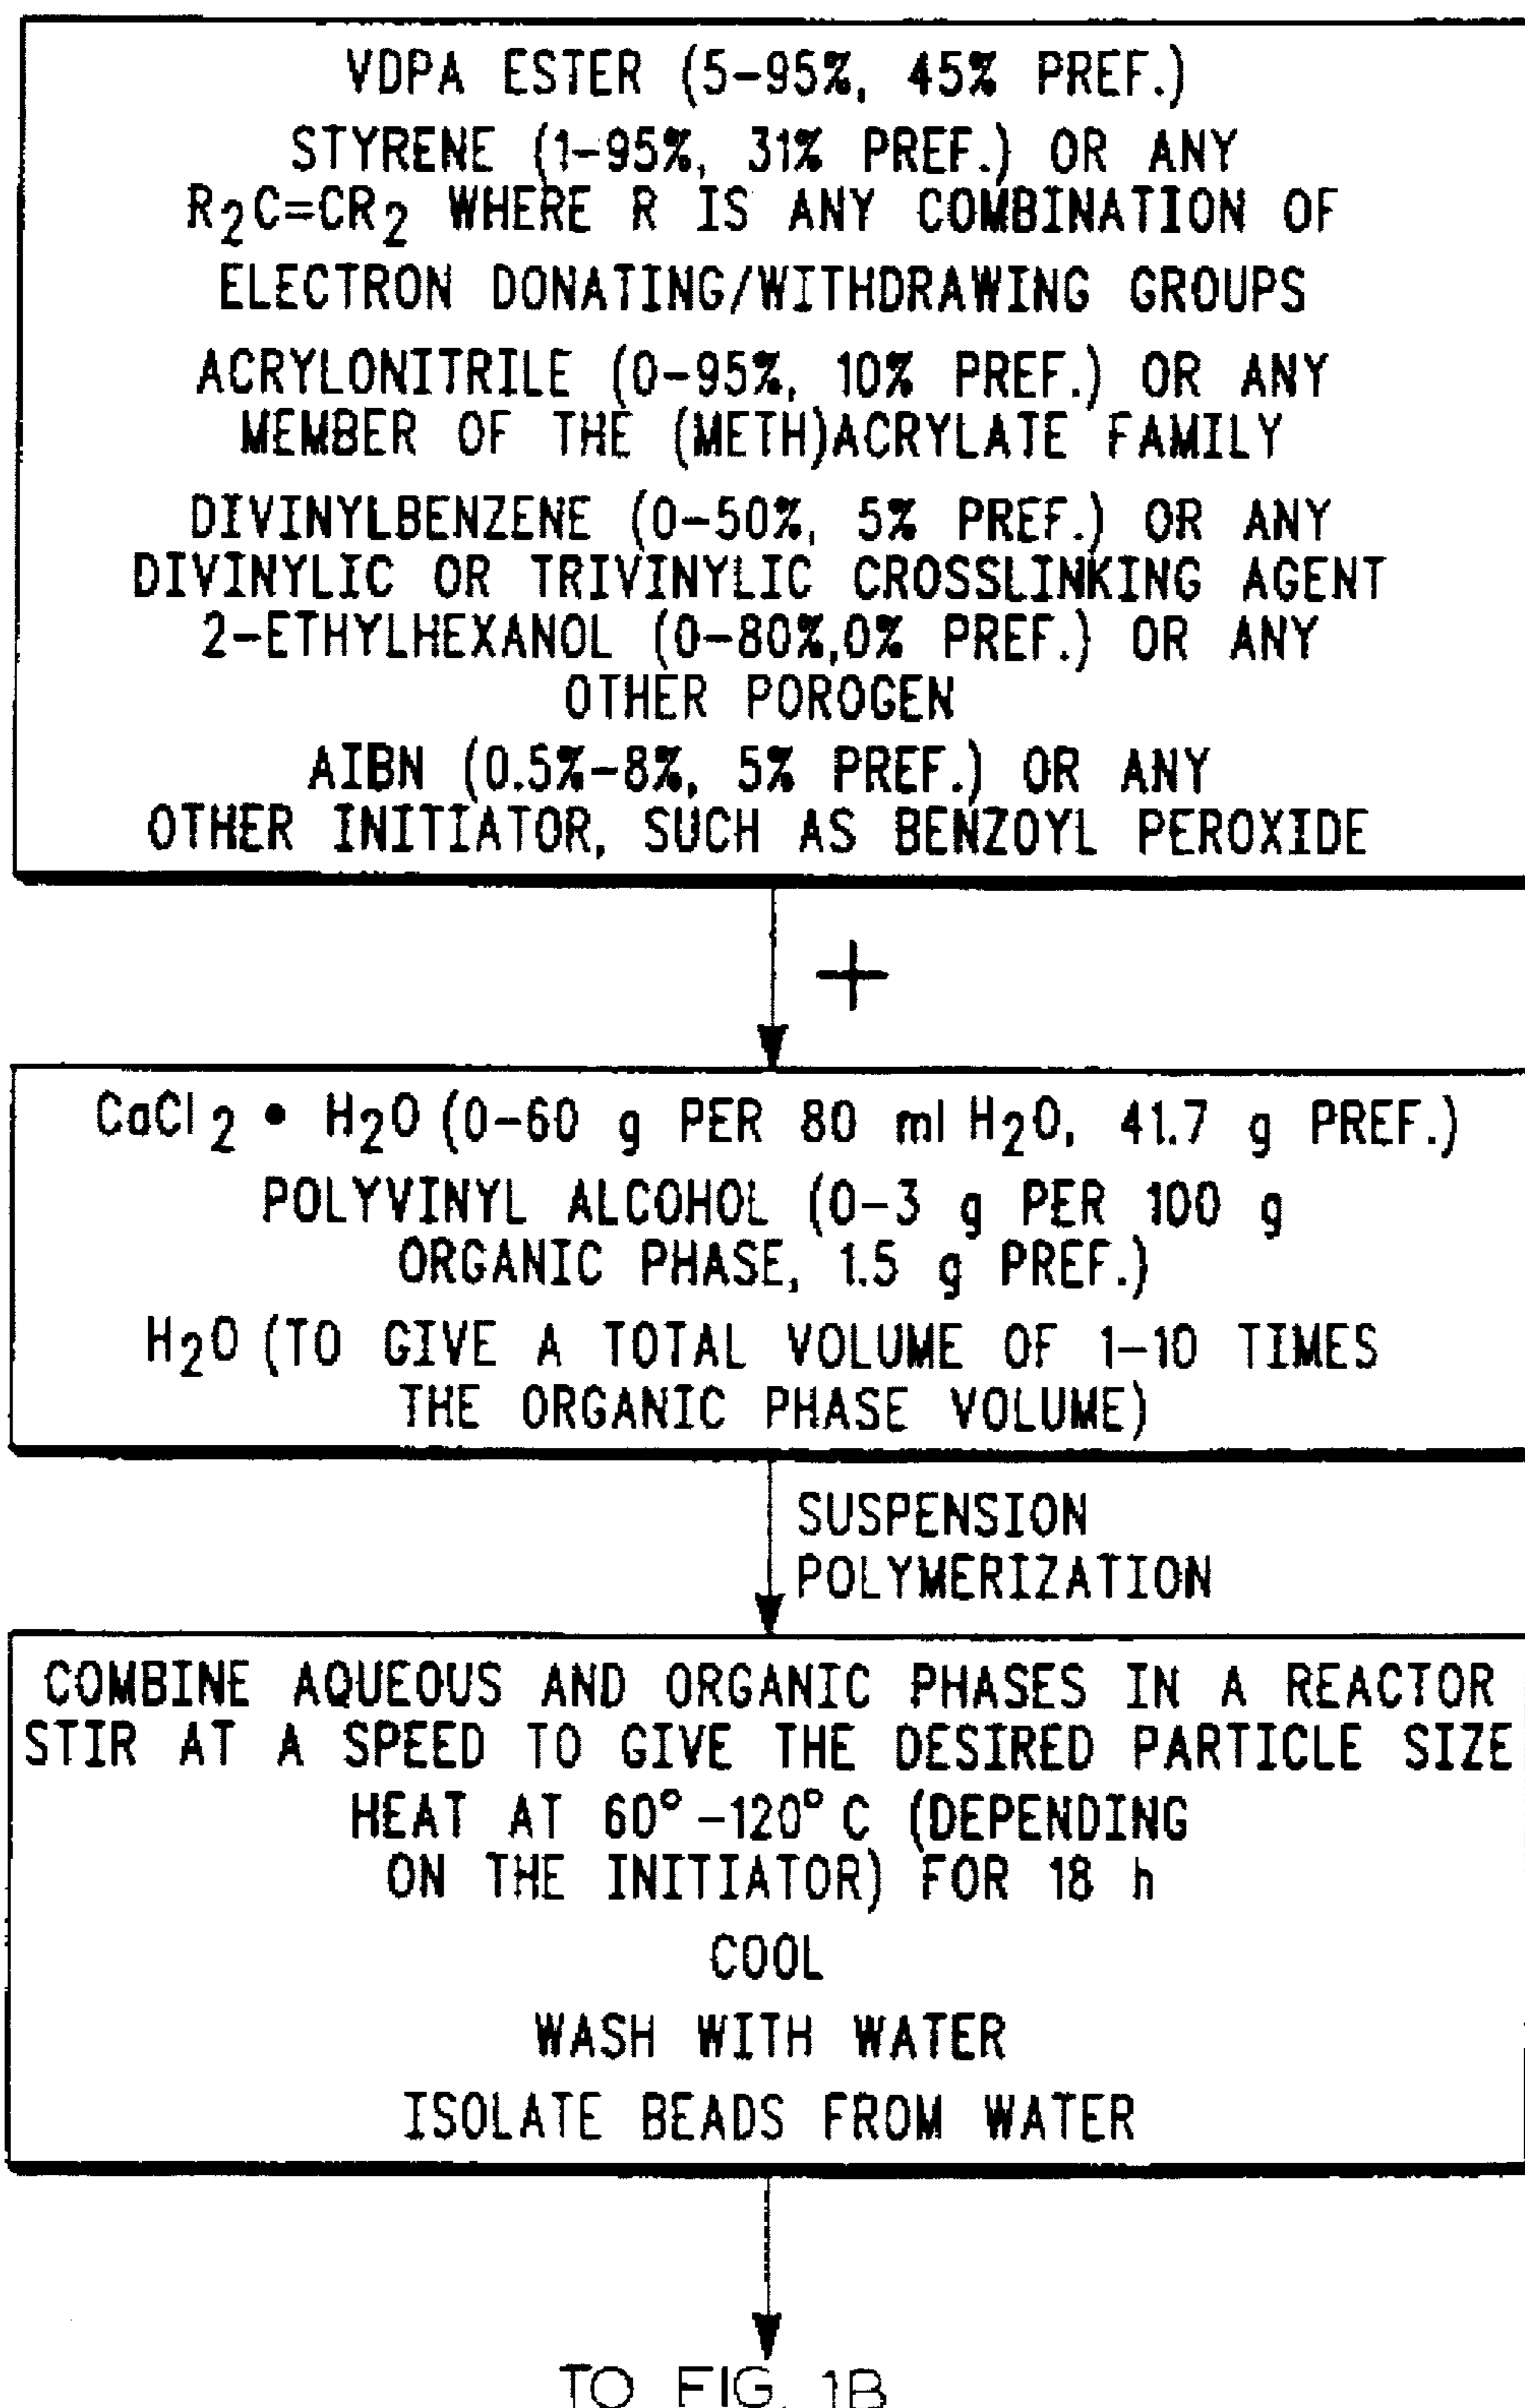 VDPA ESTER (5-95%, 45% PREF.)
STYRENE (1-95%, 31% PREF.) OR ANY
R₂C=CR₂ WHERE R IS ANY COMBINATION OF
ELECTRON DONATING/WITHDRAWING GROUPS
ACRYLONITRILE (0-95%, 10% PREF.) OR ANY
MEMBER OF THE (METH)ACRYLATE FAMILY
DIVINYLBENZENE (0-50%, 5% PREF.) OR ANY
DIVINYLIC OR TRIVINYLIC CROSSLINKING AGENT
2-ETHYLHEXANOL (0-80%,0% PREF.) OR ANY
OTHER POROGEN
AIBN (0.5%-8%, 5% PREF.) OR ANY
OTHER INITIATOR, SUCH AS BENZOYL PEROXIDE
+
CaCl₂ • H₂O (0-60 g PER 80 ml H₂O, 41.7 g PREF.)
POLYVINYL ALCOHOL (0-3 g PER 100 g
ORGANIC PHASE, 1.5 g PREF.)
H₂O (TO GIVE A TOTAL VOLUME OF 1-10 TIMES
THE ORGANIC PHASE VOLUME)
SUSPENSION
POLYMERIZATION
COMBINE AQUEOUS AND ORGANIC PHASES IN A REACTOR
STIR AT A SPEED TO GIVE THE DESIRED PARTICLE SIZE
HEAT AT 60°-120°C (DEPENDING
ON THE INITIATOR) FOR 18 h
COOL
WASH WITH WATER
ISOLATE BEADS FROM WATER
TO FIG. 1B